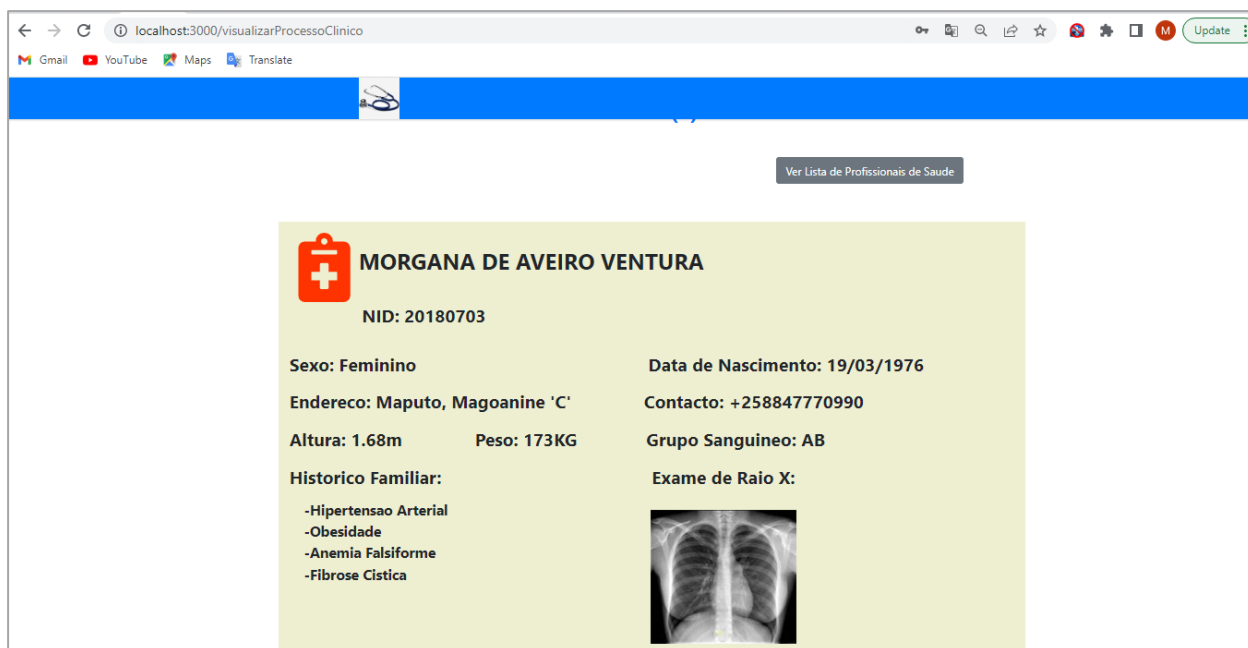 localhost:3000/visualizarProcessoClinico
M
Update
Gmail YouTube Maps Translate
Ver Lista de Profissionais de Saude
MORGANA DE AVEIRO VENTURA
NID: 20180703
Sexo: Feminino Data de Nascimento: 19/03/1976
Endereco: Maputo, Magoanine 'C' Contacto: +258847770990
Altura: 1.68m Peso: 173KG Grupo Sanguineo: AB
Historico Familiar: Exame de Raio X:
-Hipertensao Arterial
-Obesidade
-Anemia Falsiforme
-Fibrose Cistica